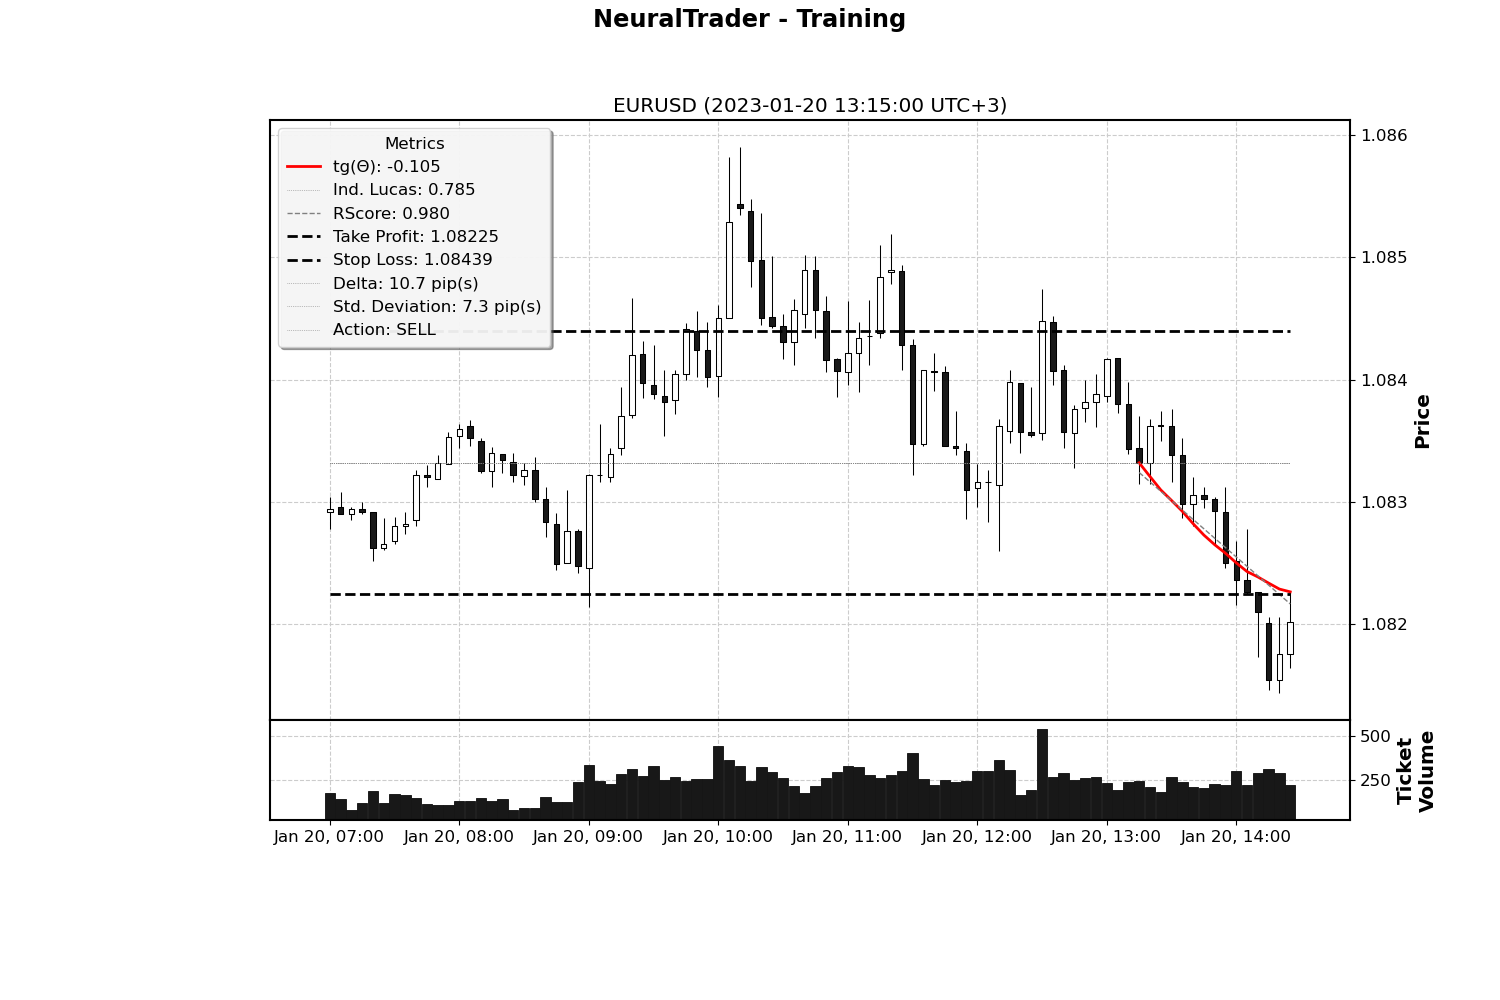 NeuralTrader - Training
EURUSD (2023-01-20 13:15:00 UTC+3)
Metrics
tg(Θ): -0.105
Ind. Lucas: 0.785
RScore: 0.980
Take Profit: 1.08225
Stop Loss: 1.08439
Delta: 10.7 pip(s)
Std. Deviation: 7.3 pip(s)
Action: SELL
1.086
1.085
1.084
1.083
1.082
Price
500
250
Ticket
Volume
Jan 20, 07:00
Jan 20, 08:00
Jan 20, 09:00
Jan 20, 10:00
Jan 20, 11:00
Jan 20, 12:00
Jan 20, 13:00
Jan 20, 14:00